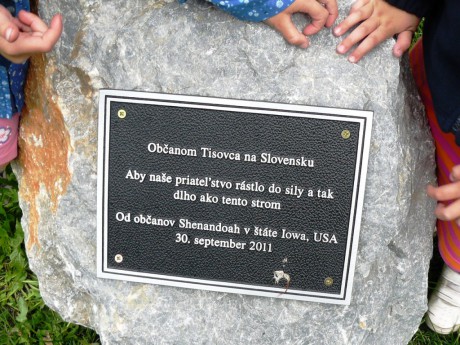 Občanom Tisovca na Slovensku
Aby naše priateľstvo rástlo do sily a tak
dlho ako tento strom
Od občanov Shenandoah v štáte Iowa, USA
30. september 2011